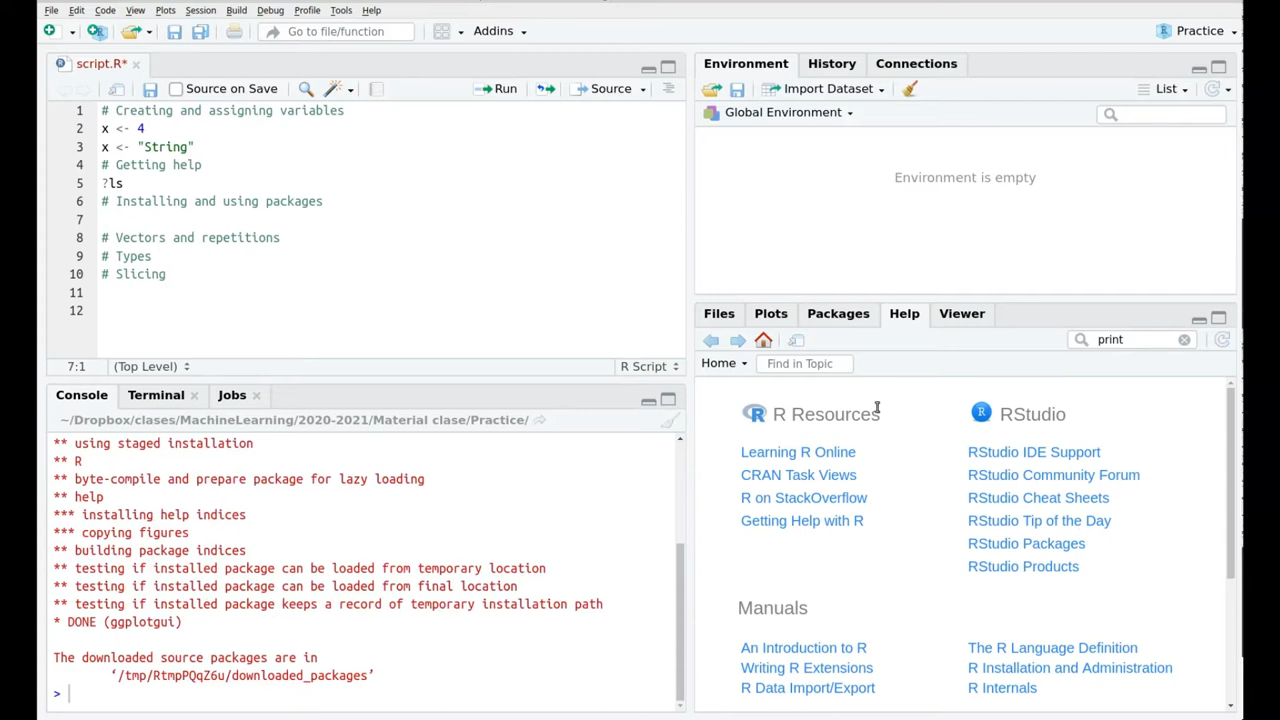 File Edit Code View Plots Session Build Debug Profile Tools Help
Go to file/function Addins Practice
script.R*
Source on Save Run Source
1 # Creating and assigning variables
2 x <- 4
3 x <- "String"
4 # Getting help
5 ?ls
6 # Installing and using packages
7
8 # Vectors and repetitions
9 # Types
10 # Slicing
11
12
7:1 (Top Level) R Script
Console Terminal Jobs
~/Dropbox/clases/MachineLearning/2020-2021/Material clase/Practice/
** using staged installation
** R
** byte-compile and prepare package for lazy loading
** help
*** installing help indices
*** copying figures
** building package indices
** testing if installed package can be loaded from temporary location
** testing if installed package can be loaded from final location
** testing if installed package keeps a record of temporary installation path
* DONE (ggplotgui)
The downloaded source packages are in
‘/tmp/RtmpPQqZ6u/downloaded_packages’
>
Environment History Connections
Import Dataset List
Global Environment
Environment is empty
Files Plots Packages Help Viewer
print
Home Find in Topic
R Resources
Learning R Online
CRAN Task Views
R on StackOverflow
Getting Help with R
RStudio
RStudio IDE Support
RStudio Community Forum
RStudio Cheat Sheets
RStudio Tip of the Day
RStudio Packages
RStudio Products
Manuals
An Introduction to R
Writing R Extensions
R Data Import/Export
The R Language Definition
R Installation and Administration
R Internals